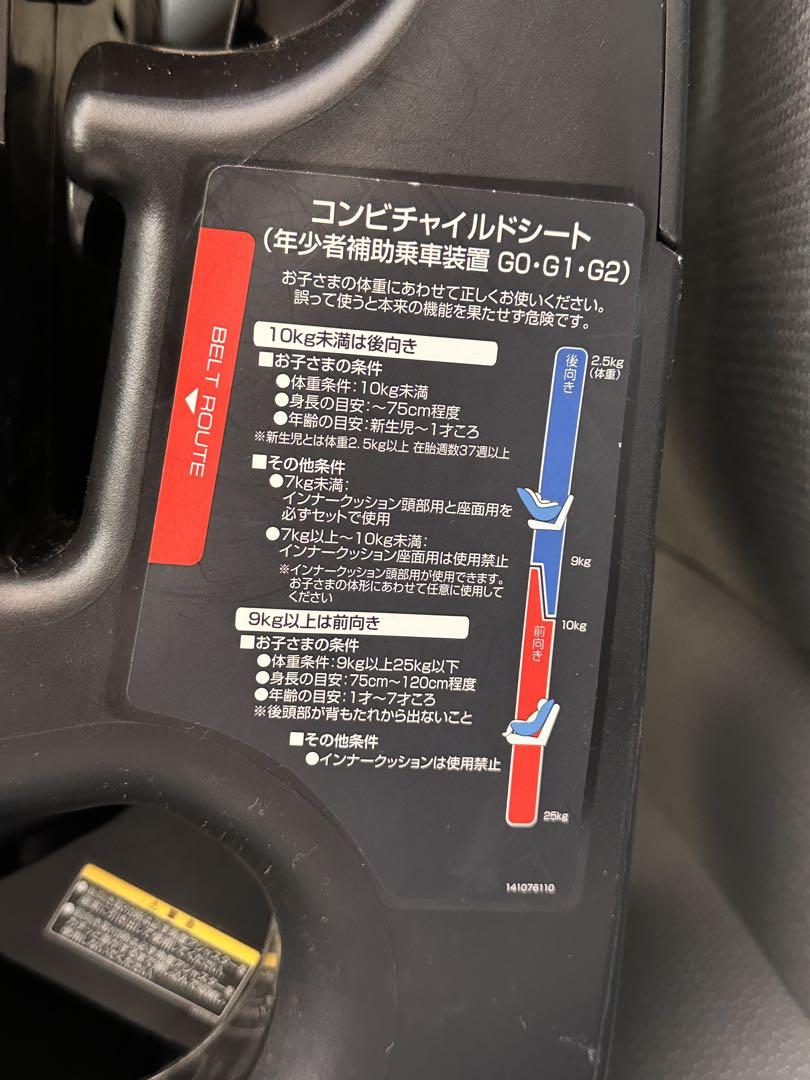 コンビチャイルドシート
(年少者補助乗車装置 G0・G1・G2)
お子さまの体重にあわせて正しくお使いください。
誤って使うと本来の機能を果たせず危険です。
BELT ROUTE
10kg未満は後向き
■お子さまの条件
●体重条件:10kg未満
●身長の目安:～75cm程度
●年齢の目安:新生児～1才ころ
※新生児とは体重2.5kg以上 在胎週数37週以上
■その他条件
●7kg未満:
インナークッション頭部用と座面用を
必ずセットで使用
●7kg以上～10kg未満:
インナークッション座面用は使用禁止
※インナークッション頭部用が使用できます。
お子さまの体形にあわせて任意に使用して
ください
9kg以上は前向き
■お子さまの条件
●体重条件:9kg以上25kg以下
●身長の目安:75cm～120cm程度
●年齢の目安:1才～7才ころ
※後頭部が背もたれから出ないこと
■その他条件
●インナークッションは使用禁止
後向き
2.5kg
(体重)
9kg
10kg
前向き
25kg
141076110